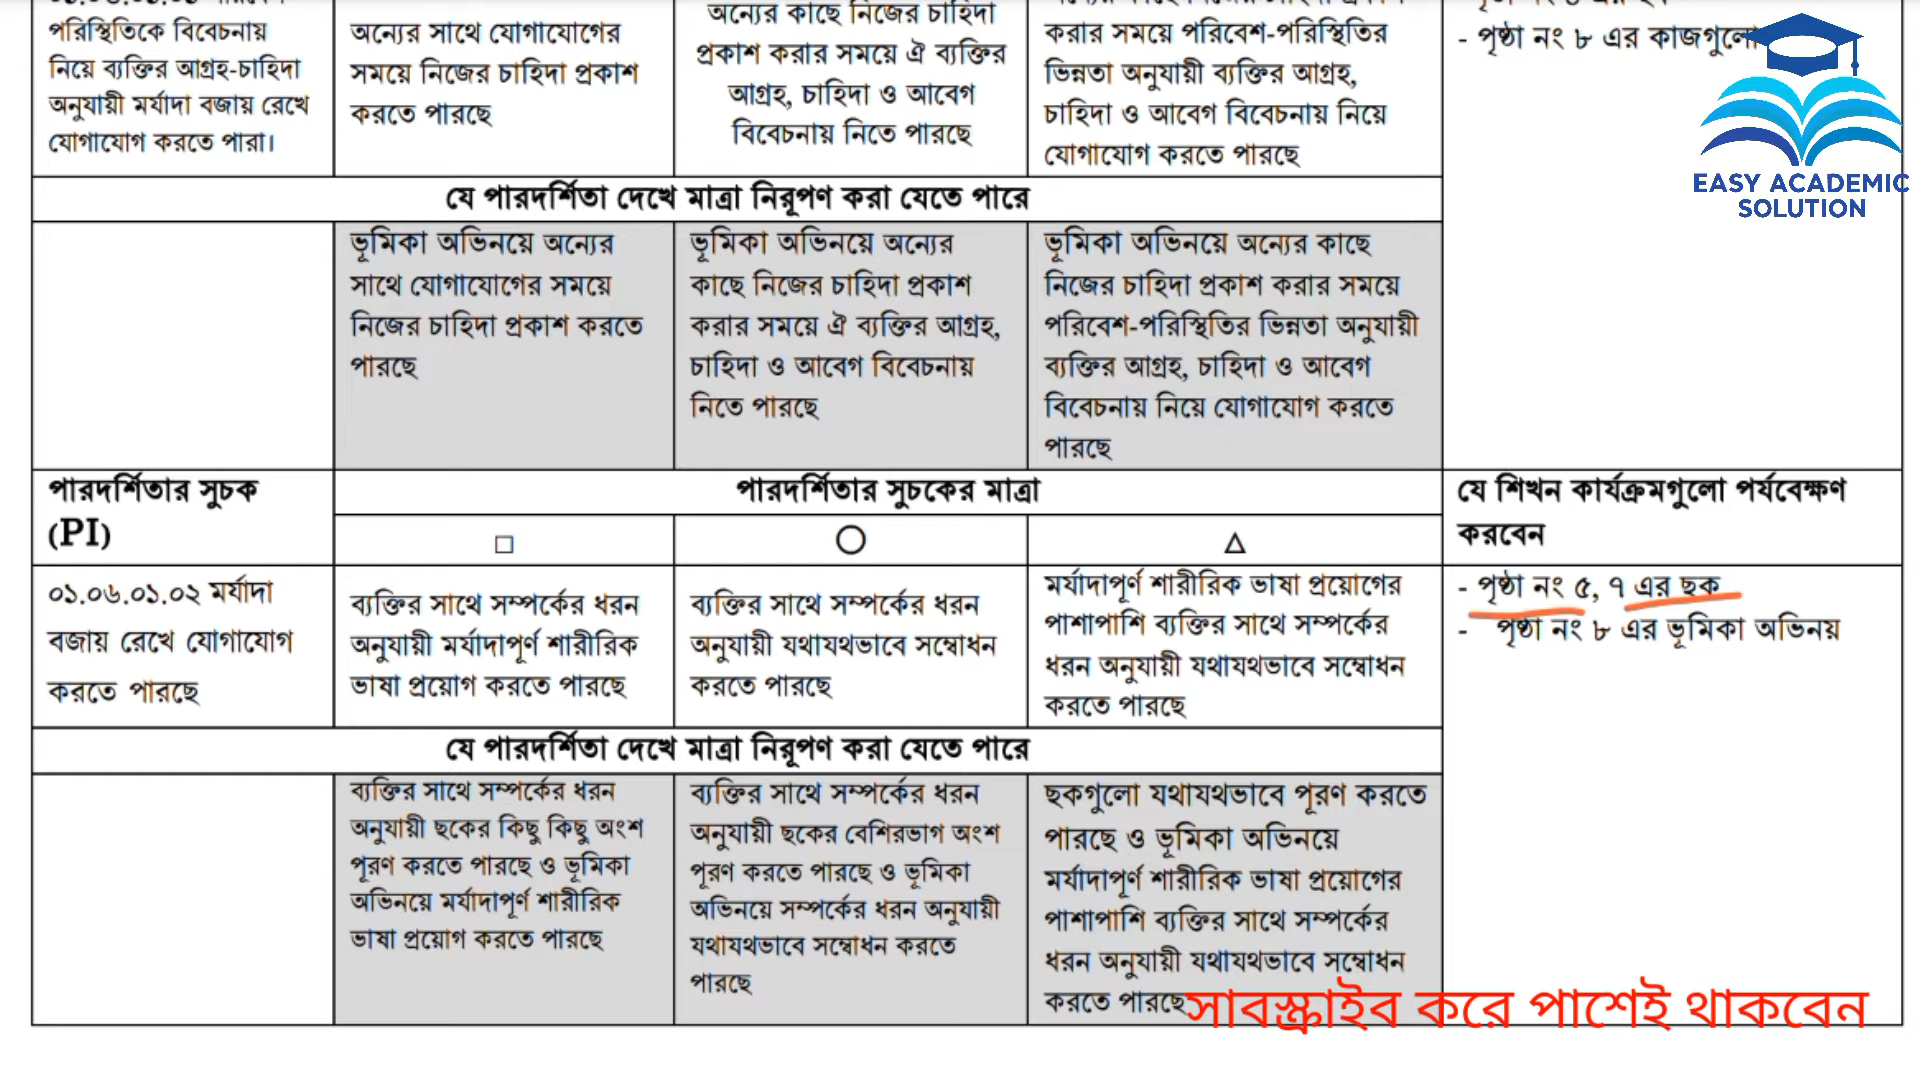 পরিস্থিতিকে বিবেচনায়
নিয়ে ব্যক্তির আগ্রহ-চাহিদা
অনুযায়ী মর্যাদা বজায় রেখে
যোগাযোগ করতে পারা।
অন্যের সাথে যোগাযোগের
সময়ে নিজের চাহিদা প্রকাশ
করতে পারছে
অন্যের কাছে নিজের চাহিদা
প্রকাশ করার সময়ে ঐ ব্যক্তির
আগ্রহ, চাহিদা ও আবেগ
বিবেচনায় নিতে পারছে
করার সময়ে পরিবেশ-পরিস্থিতির
ভিন্নতা অনুযায়ী ব্যক্তির আগ্রহ,
চাহিদা ও আবেগ বিবেচনায় নিয়ে
যোগাযোগ করতে পারছে
- পৃষ্ঠা নং ৮ এর কাজগুলো
EASY ACADEMIC
SOLUTION
যে পারদর্শিতা দেখে মাত্রা নিরূপণ করা যেতে পারে
ভূমিকা অভিনয়ে অন্যের
সাথে যোগাযোগের সময়ে
নিজের চাহিদা প্রকাশ করতে
পারছে
ভূমিকা অভিনয়ে অন্যের
কাছে নিজের চাহিদা প্রকাশ
করার সময়ে ঐ ব্যক্তির আগ্রহ,
চাহিদা ও আবেগ বিবেচনায়
নিতে পারছে
ভূমিকা অভিনয়ে অন্যের কাছে
নিজের চাহিদা প্রকাশ করার সময়ে
পরিবেশ-পরিস্থিতির ভিন্নতা অনুযায়ী
ব্যক্তির আগ্রহ, চাহিদা ও আবেগ
বিবেচনায় নিয়ে যোগাযোগ করতে
পারছে
পারদর্শিতার সুচক
(PI)
পারদর্শিতার সুচকের মাত্রা
যে শিখন কার্যক্রমগুলো পর্যবেক্ষণ
করবেন
০১.০৬.০১.০২ মর্যাদা
বজায় রেখে যোগাযোগ
করতে পারছে
ব্যক্তির সাথে সম্পর্কের ধরন
অনুযায়ী মর্যাদাপূর্ণ শারীরিক
ভাষা প্রয়োগ করতে পারছে
ব্যক্তির সাথে সম্পর্কের ধরন
অনুযায়ী যথাযথভাবে সম্বোধন
করতে পারছে
মর্যাদাপূর্ণ শারীরিক ভাষা প্রয়োগের
পাশাপাশি ব্যক্তির সাথে সম্পর্কের
ধরন অনুযায়ী যথাযথভাবে সম্বোধন
করতে পারছে
- পৃষ্ঠা নং ৫, ৭ এর ছক
- পৃষ্ঠা নং ৮ এর ভূমিকা অভিনয়
যে পারদর্শিতা দেখে মাত্রা নিরূপণ করা যেতে পারে
ব্যক্তির সাথে সম্পর্কের ধরন
অনুযায়ী ছকের কিছু কিছু অংশ
পূরণ করতে পারছে ও ভূমিকা
অভিনয়ে মর্যাদাপূর্ণ শারীরিক
ভাষা প্রয়োগ করতে পারছে
ব্যক্তির সাথে সম্পর্কের ধরন
অনুযায়ী ছকের বেশিরভাগ অংশ
পূরণ করতে পারছে ও ভূমিকা
অভিনয়ে সম্পর্কের ধরন অনুযায়ী
যথাযথভাবে সম্বোধন করতে
পারছে
ছকগুলো যথাযথভাবে পূরণ করতে
পারছে ও ভূমিকা অভিনয়ে
মর্যাদাপূর্ণ শারীরিক ভাষা প্রয়োগের
পাশাপাশি ব্যক্তির সাথে সম্পর্কের
ধরন অনুযায়ী যথাযথভাবে সম্বোধন
করতে পারছে
সাবস্ক্রাইব করে পাশেই থাকবেন